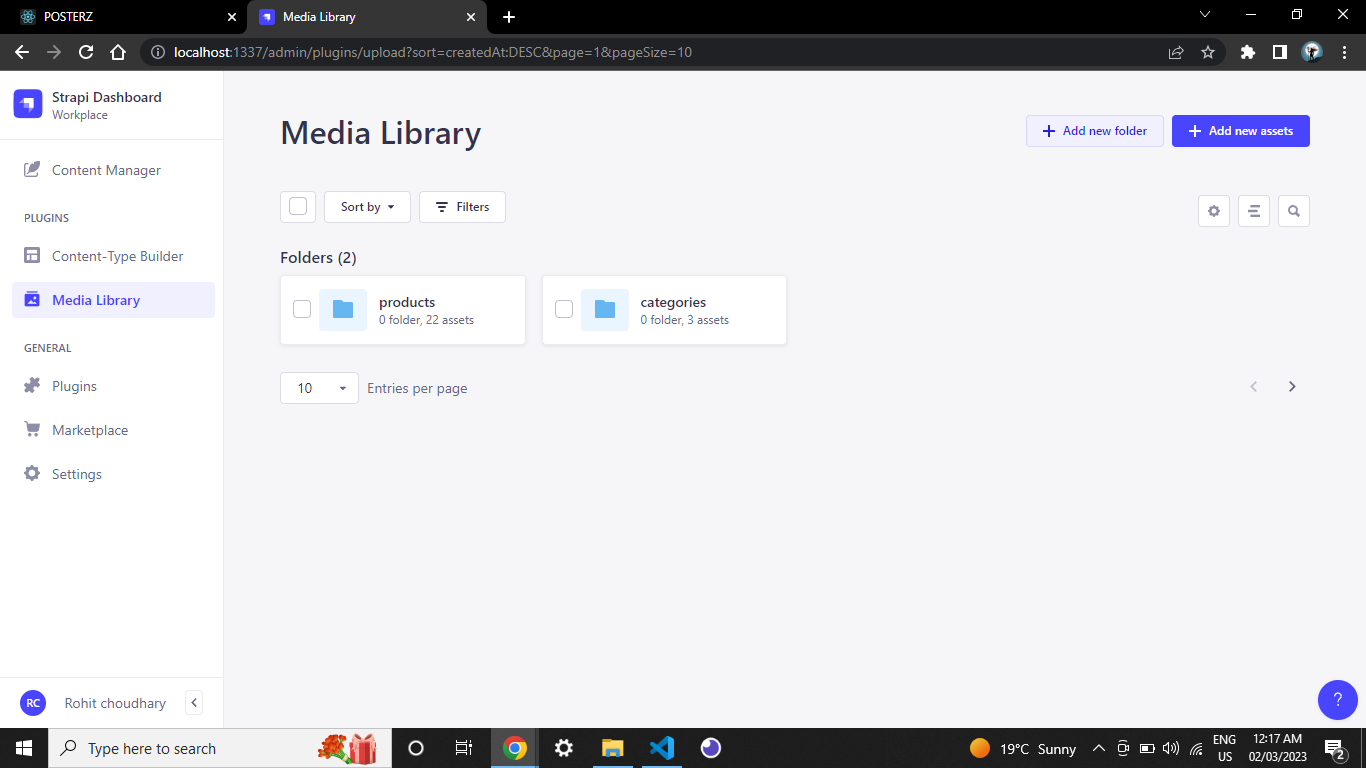 POSTERZ
Media Library
localhost:1337/admin/plugins/upload?sort=createdAt:DESC&page=1&pageSize=10
Strapi Dashboard
Workplace
Content Manager
PLUGINS
Content-Type Builder
Media Library
GENERAL
Plugins
Marketplace
Settings
RC
Rohit choudhary
Media Library
Add new folder
Add new assets
Sort by
Filters
Folders (2)
products
0 folder, 22 assets
categories
0 folder, 3 assets
10
Entries per page
?
Type here to search
19°C Sunny
ENG
US
12:17 AM
02/03/2023
2